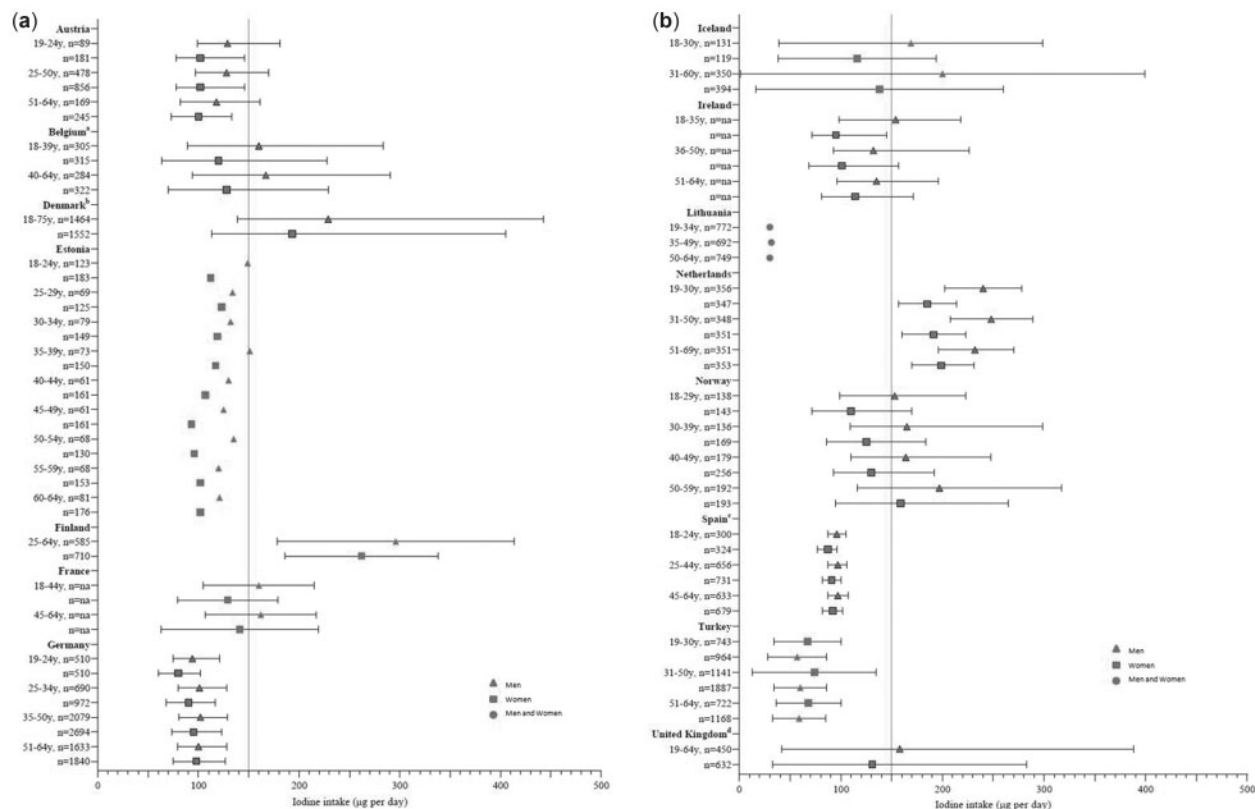 (a)
Austria
19-24y, n=89
n=181
25-50y, n=478
n=856
51-64y, n=169
n=245
Belgiumª
18-39y, n=305
n=315
40-64y, n=284
n=322
Denmarkᵇ
18-75y, n=1464
n=1552
Estonia
18-24y, n=123
n=183
25-29y, n=69
n=125
30-34y, n=79
n=149
35-39y, n=73
n=150
40-44y, n=61
n=161
45-49y, n=61
n=161
50-54y, n=68
n=130
55-59y, n=68
n=153
60-64y, n=81
n=176
Finland
25-64y, n=585
n=710
France
18-44y, n=na
n=na
45-64y, n=na
n=na
Germany
19-24y, n=510
n=510
25-34y, n=690
n=972
35-50y, n=2079
n=2694
51-64y, n=1633
n=1840
Men
Women
Men and Women
0 100 200 300 400 500
Iodine intake (µg per day)
(b)
Iceland
18-30y, n=131
n=119
31-60y, n=350
n=394
Ireland
18-35y, n=na
n=na
36-50y, n=na
n=na
51-64y, n=na
n=na
Lithuania
19-34y, n=772
35-49y, n=692
50-64y, n=749
Netherlands
19-30y, n=356
n=347
31-50y, n=348
n=351
51-69y, n=351
n=353
Norway
18-29y, n=138
n=143
30-39y, n=136
n=169
40-49y, n=179
n=256
50-59y, n=192
n=193
Spainᶜ
18-24y, n=300
n=324
25-44y, n=656
n=731
45-64y, n=633
n=679
Turkey
19-30y, n=743
n=964
31-50y, n=1141
n=1887
51-64y, n=722
n=1168
United Kingdomᵈ
19-64y, n=450
n=632
Men
Women
Men and Women
0 100 200 300 400 500
Iodine intake (µg per day)